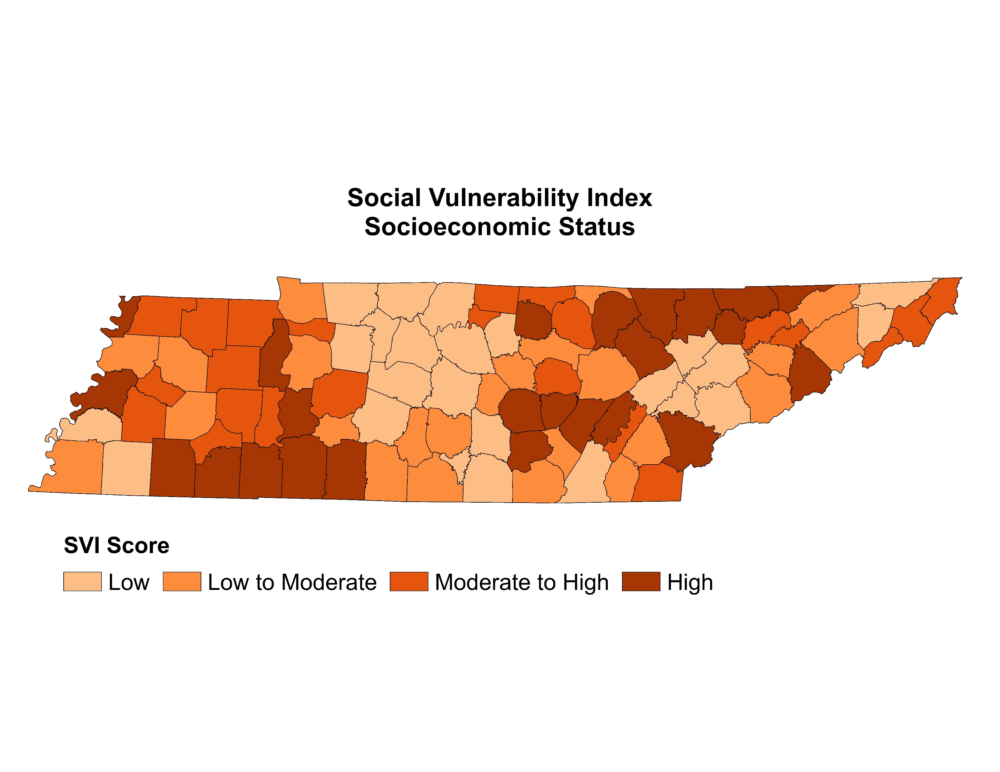 Social Vulnerability Index
Socioeconomic Status
SVI Score
Low
Low to Moderate
Moderate to High
High